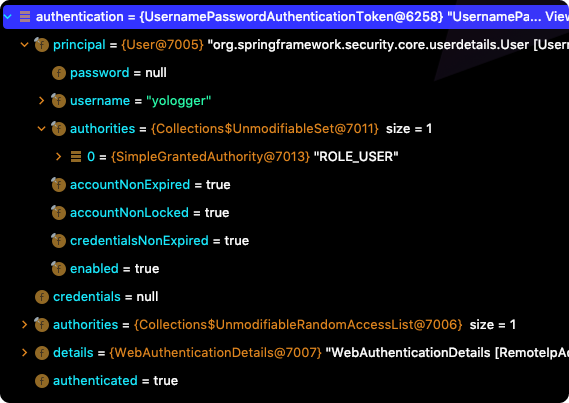 authentication = {UsernamePasswordAuthenticationToken@6258} "UsernamePa... View
principal = {User@7005} "org.springframework.security.core.userdetails.User [User
password = null
username = "yologger"
authorities = {Collections$UnmodifiableSet@7011} size = 1
0 = {SimpleGrantedAuthority@7013} "ROLE_USER"
accountNonExpired = true
accountNonLocked = true
credentialsNonExpired = true
enabled = true
credentials = null
authorities = {Collections$UnmodifiableRandomAccessList@7006} size = 1
details = {WebAuthenticationDetails@7007} "WebAuthenticationDetails [RemoteIpAd
authenticated = true